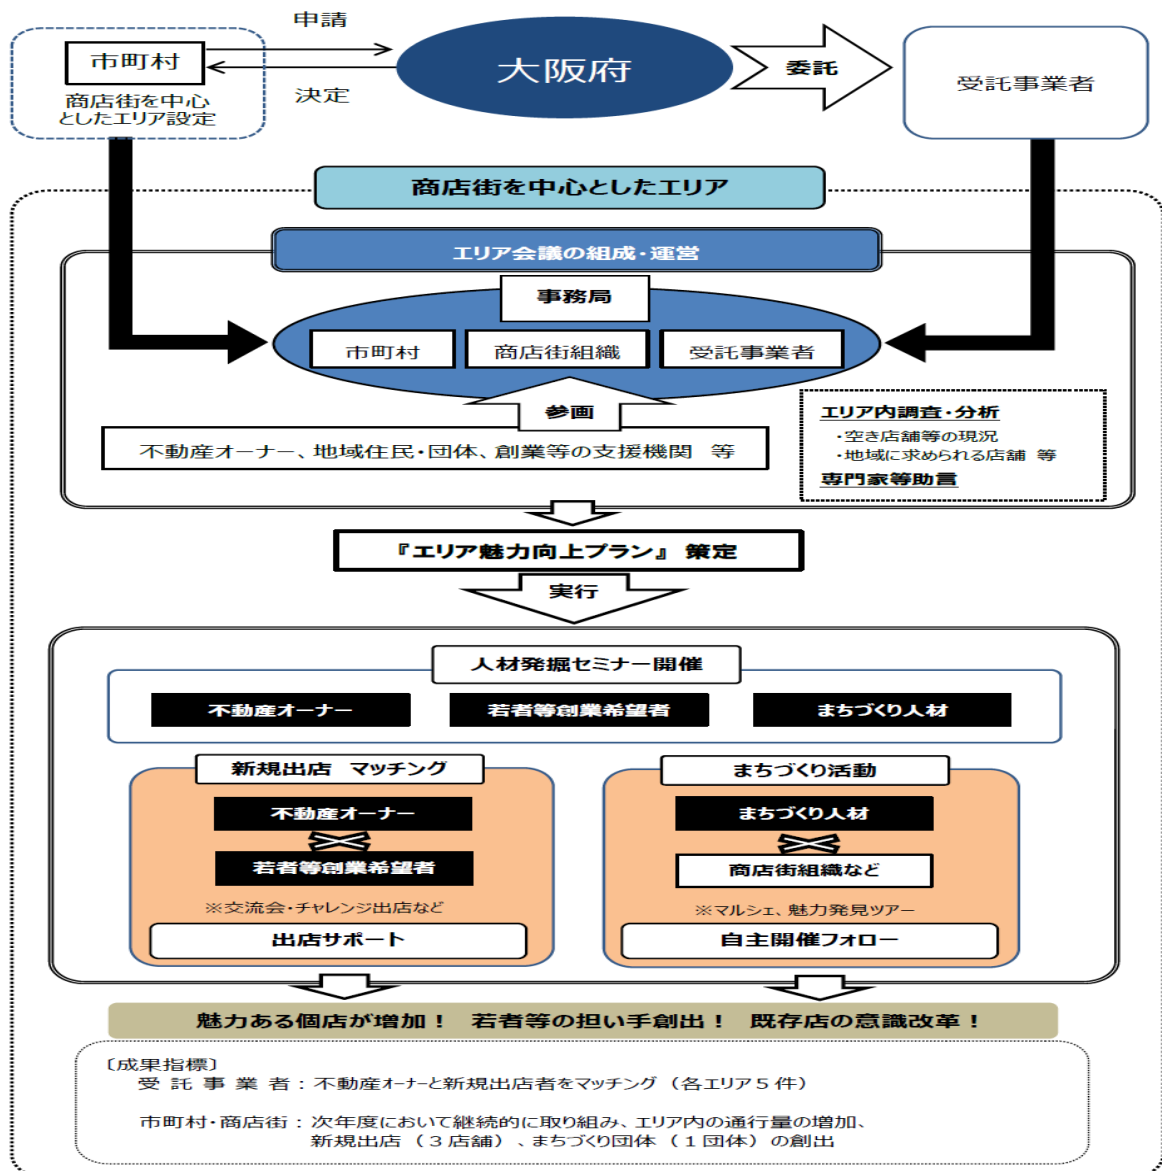 申請
市町村
大阪府
委託
受託事業者
決定
商店街を中心
としたエリア設定
商店街を中心としたエリア
エリア会議の組成・運営
事務局
市町村
商店街組織
受託事業者
参画
不動産オーナー、地域住民・団体、創業等の支援機関　等
エリア内調査・分析
・空き店舗等の現況
・地域に求められる店舗　等
専門家等助言
『エリア魅力向上プラン』 策定
実行
人材発掘セミナー開催
不動産オーナー
若者等創業希望者
まちづくり人材
新規出店　マッチング
不動産オーナー
若者等創業希望者
※交流会・チャレンジ出店など
出店サポート
まちづくり活動
まちづくり人材
商店街組織など
※マルシェ、魅力発見ツアー
自主開催フォロー
魅力ある個店が増加！　若者等の担い手創出！　既存店の意識改革！
〔成果指標〕
受 託 事 業 者：不動産オーナーと新規出店者をマッチング（各エリア５件）
市町村・商店街：次年度において継続的に取り組み、エリア内の通行量の増加、
新規出店（３店舗）、まちづくり団体（１団体）の創出